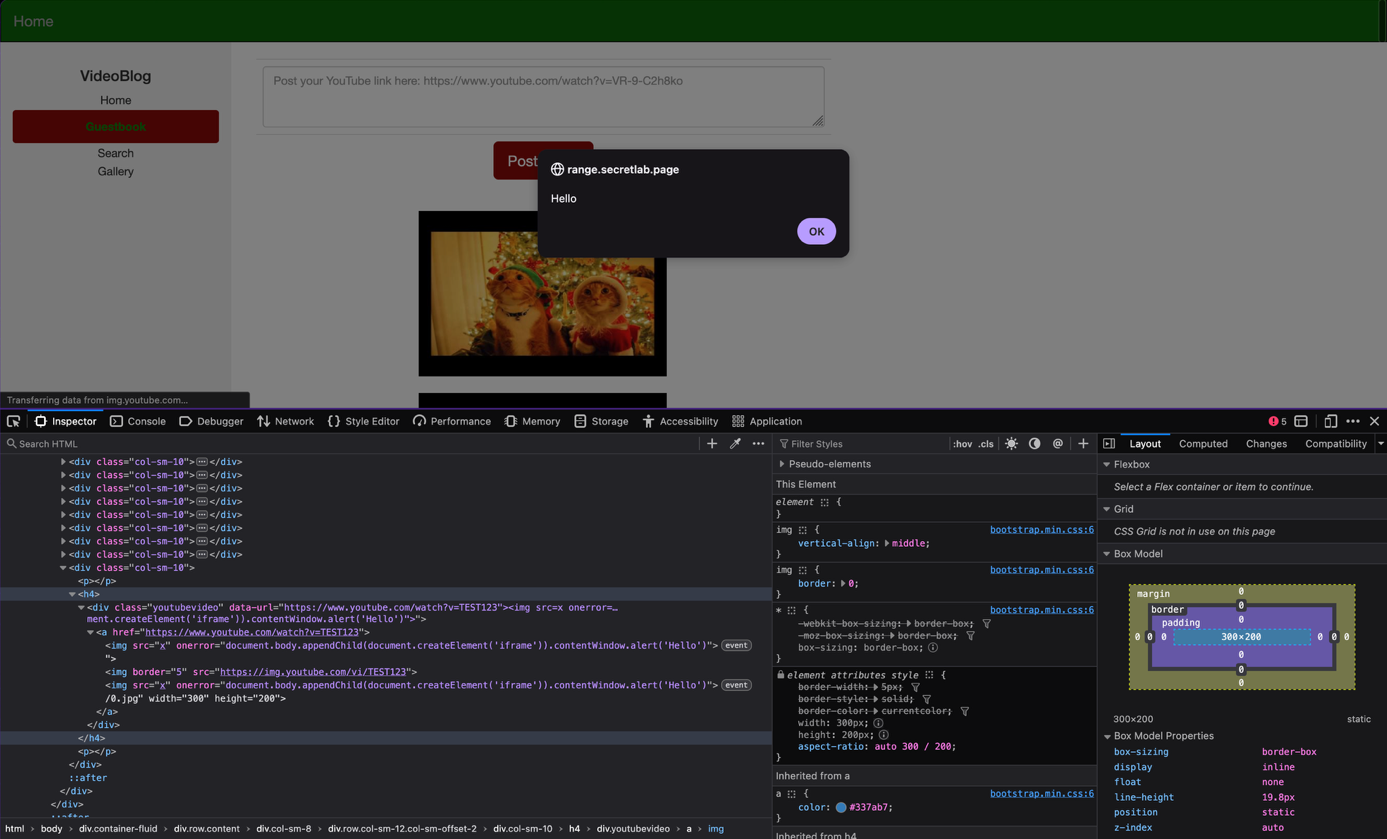 Home
VideoBlog
Home
Guestbook
Search
Gallery
Post your YouTube link here: https://www.youtube.com/watch?v=VR-9-C2h8ko
Post
range.secretlab.page
Hello
OK
Transferring data from img.youtube.com...
Inspector Console Debugger Network Style Editor Performance Memory Storage Accessibility Application 5
Search HTML
<div class="col-sm-10"> </div>
<div class="col-sm-10"> </div>
<div class="col-sm-10"> </div>
<div class="col-sm-10"> </div>
<div class="col-sm-10"> </div>
<div class="col-sm-10"> </div>
<div class="col-sm-10"> </div>
<div class="col-sm-10"> </div>
<div class="col-sm-10">
<p></p>
<h4>
<div class="youtubevideo" data-url="https://www.youtube.com/watch?v=TEST123"><img src=x onerror=…
ment.createElement('iframe')).contentWindow.alert('Hello')">">
<a href="https://www.youtube.com/watch?v=TEST123">
<img src="x" onerror="document.body.appendChild(document.createElement('iframe')).contentWindow.alert('Hello')"> event
">
<img border="5" src="https://img.youtube.com/vi/TEST123">
<img src="x" onerror="document.body.appendChild(document.createElement('iframe')).contentWindow.alert('Hello')"> event
/0.jpg" width="300" height="200">
</a>
</div>
</h4>
<p></p>
</div>
::after
</div>
</div>
::after
html body div.container-fluid div.row.content div.col-sm-8 div.row.col-sm-12.col-sm-offset-2 div.col-sm-10 h4 div.youtubevideo a img
Filter Styles :hov .cls @
Pseudo-elements
This Element
element {
}
img { bootstrap.min.css:6
vertical-align: middle;
}
img { bootstrap.min.css:6
border: 0;
}
* { bootstrap.min.css:6
-webkit-box-sizing: border-box;
-moz-box-sizing: border-box;
box-sizing: border-box;
}
element attributes style {
border-width: 5px;
border-style: solid;
border-color: currentcolor;
width: 300px;
height: 200px;
aspect-ratio: auto 300 / 200;
}
Inherited from a
a { bootstrap.min.css:6
color: #337ab7;
}
Inherited from h4
Layout Computed Changes Compatibility
Flexbox
Select a Flex container or item to continue.
Grid
CSS Grid is not in use on this page
Box Model
margin 0
border 0
padding 0
0 0 0 300×200 0 0 0
0
0
0
300×200 static
Box Model Properties
box-sizing border-box
display inline
float none
line-height 19.8px
position static
z-index auto